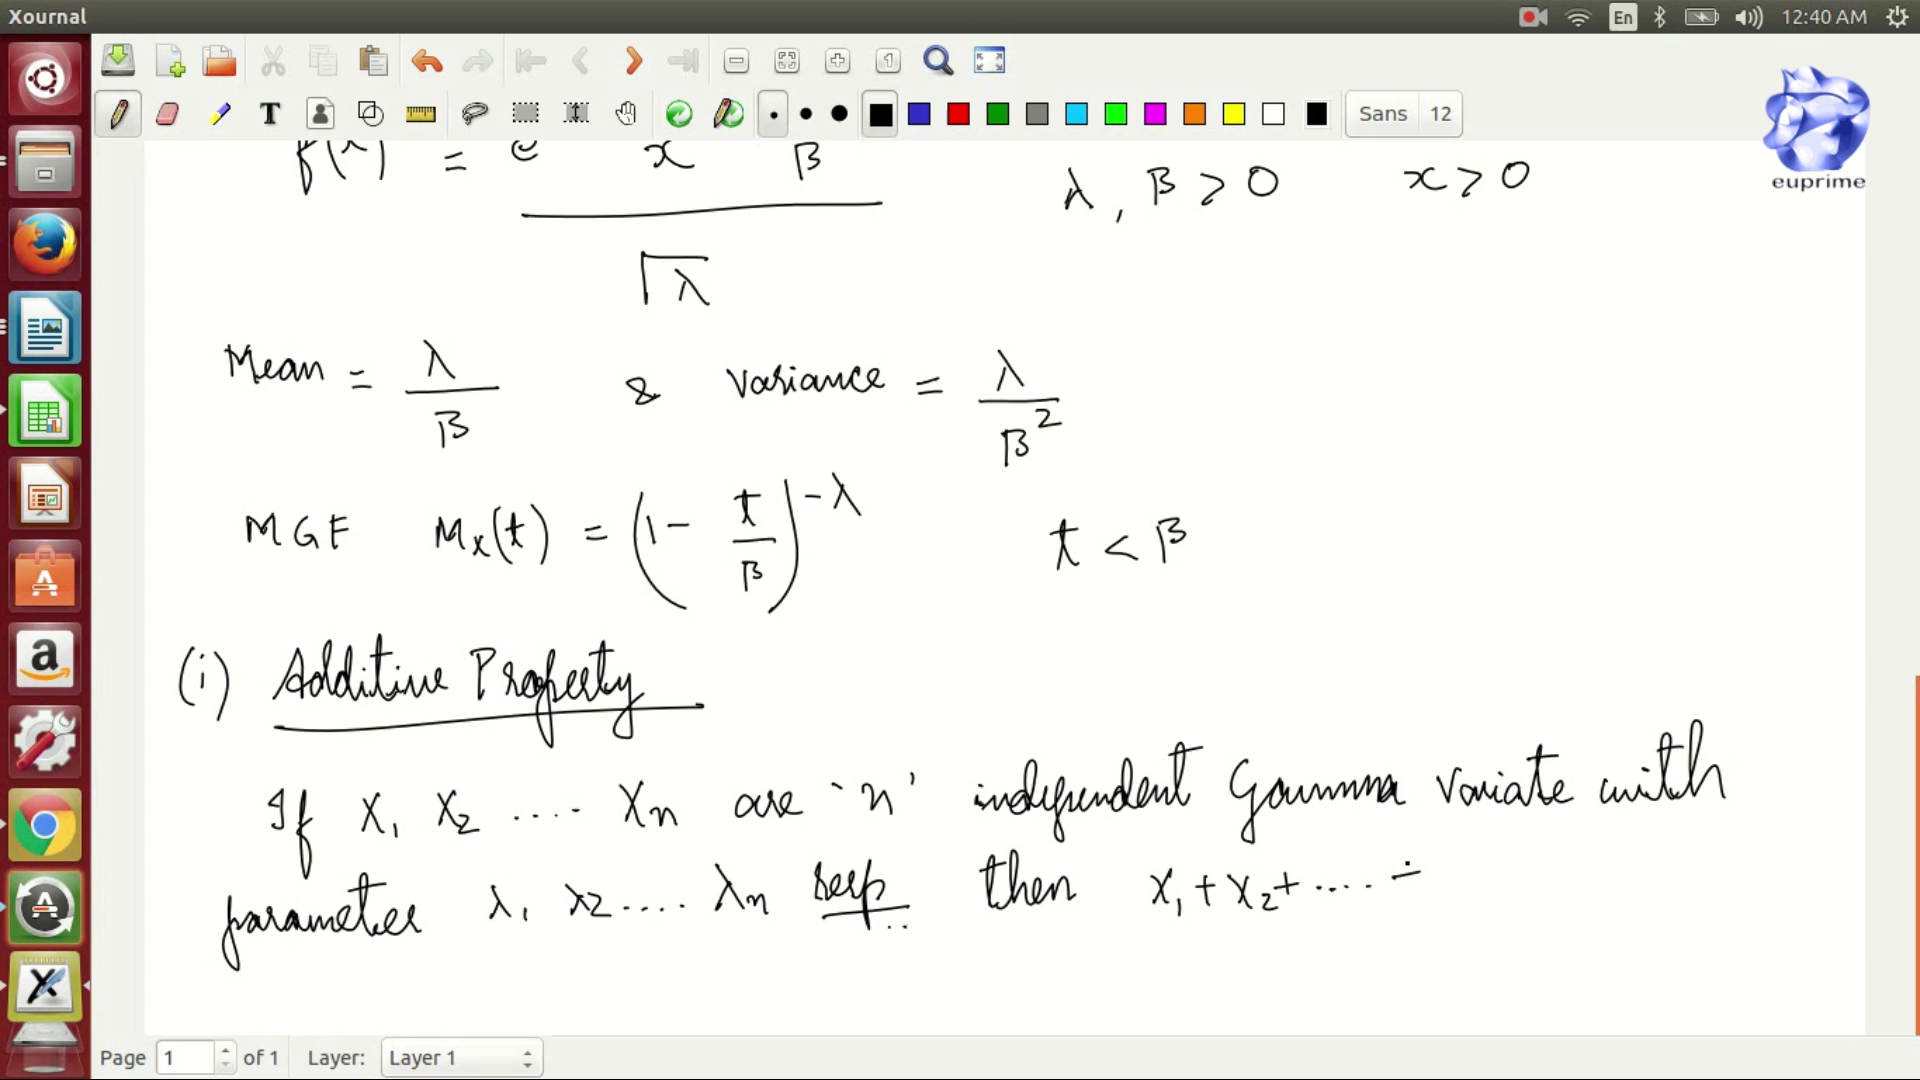 Xournal
En 12:40 AM
Sans 12
euprime
f(x) = e x β
λ, β > 0 x > 0
Γλ
Mean = λ/β & Variance = λ/β²
MGF Mx(t) = (1 - t/β)^-λ t < β
(i) Additive Property
If X₁ X₂ .... Xn are 'n' independent Gamma Variate with
parameter λ₁ λ₂.... λn resp.. then X₁ + X₂ + ....
Page 1 of 1 Layer: Layer 1